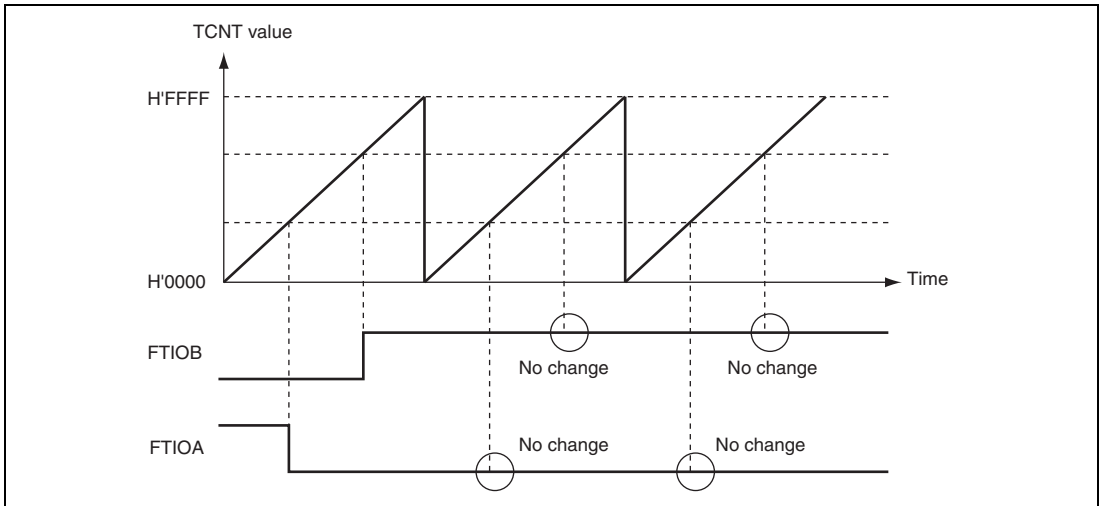 TCNT value
H'FFFF
H'0000
Time
FTIOB
No change
No change
FTIOA
No change
No change